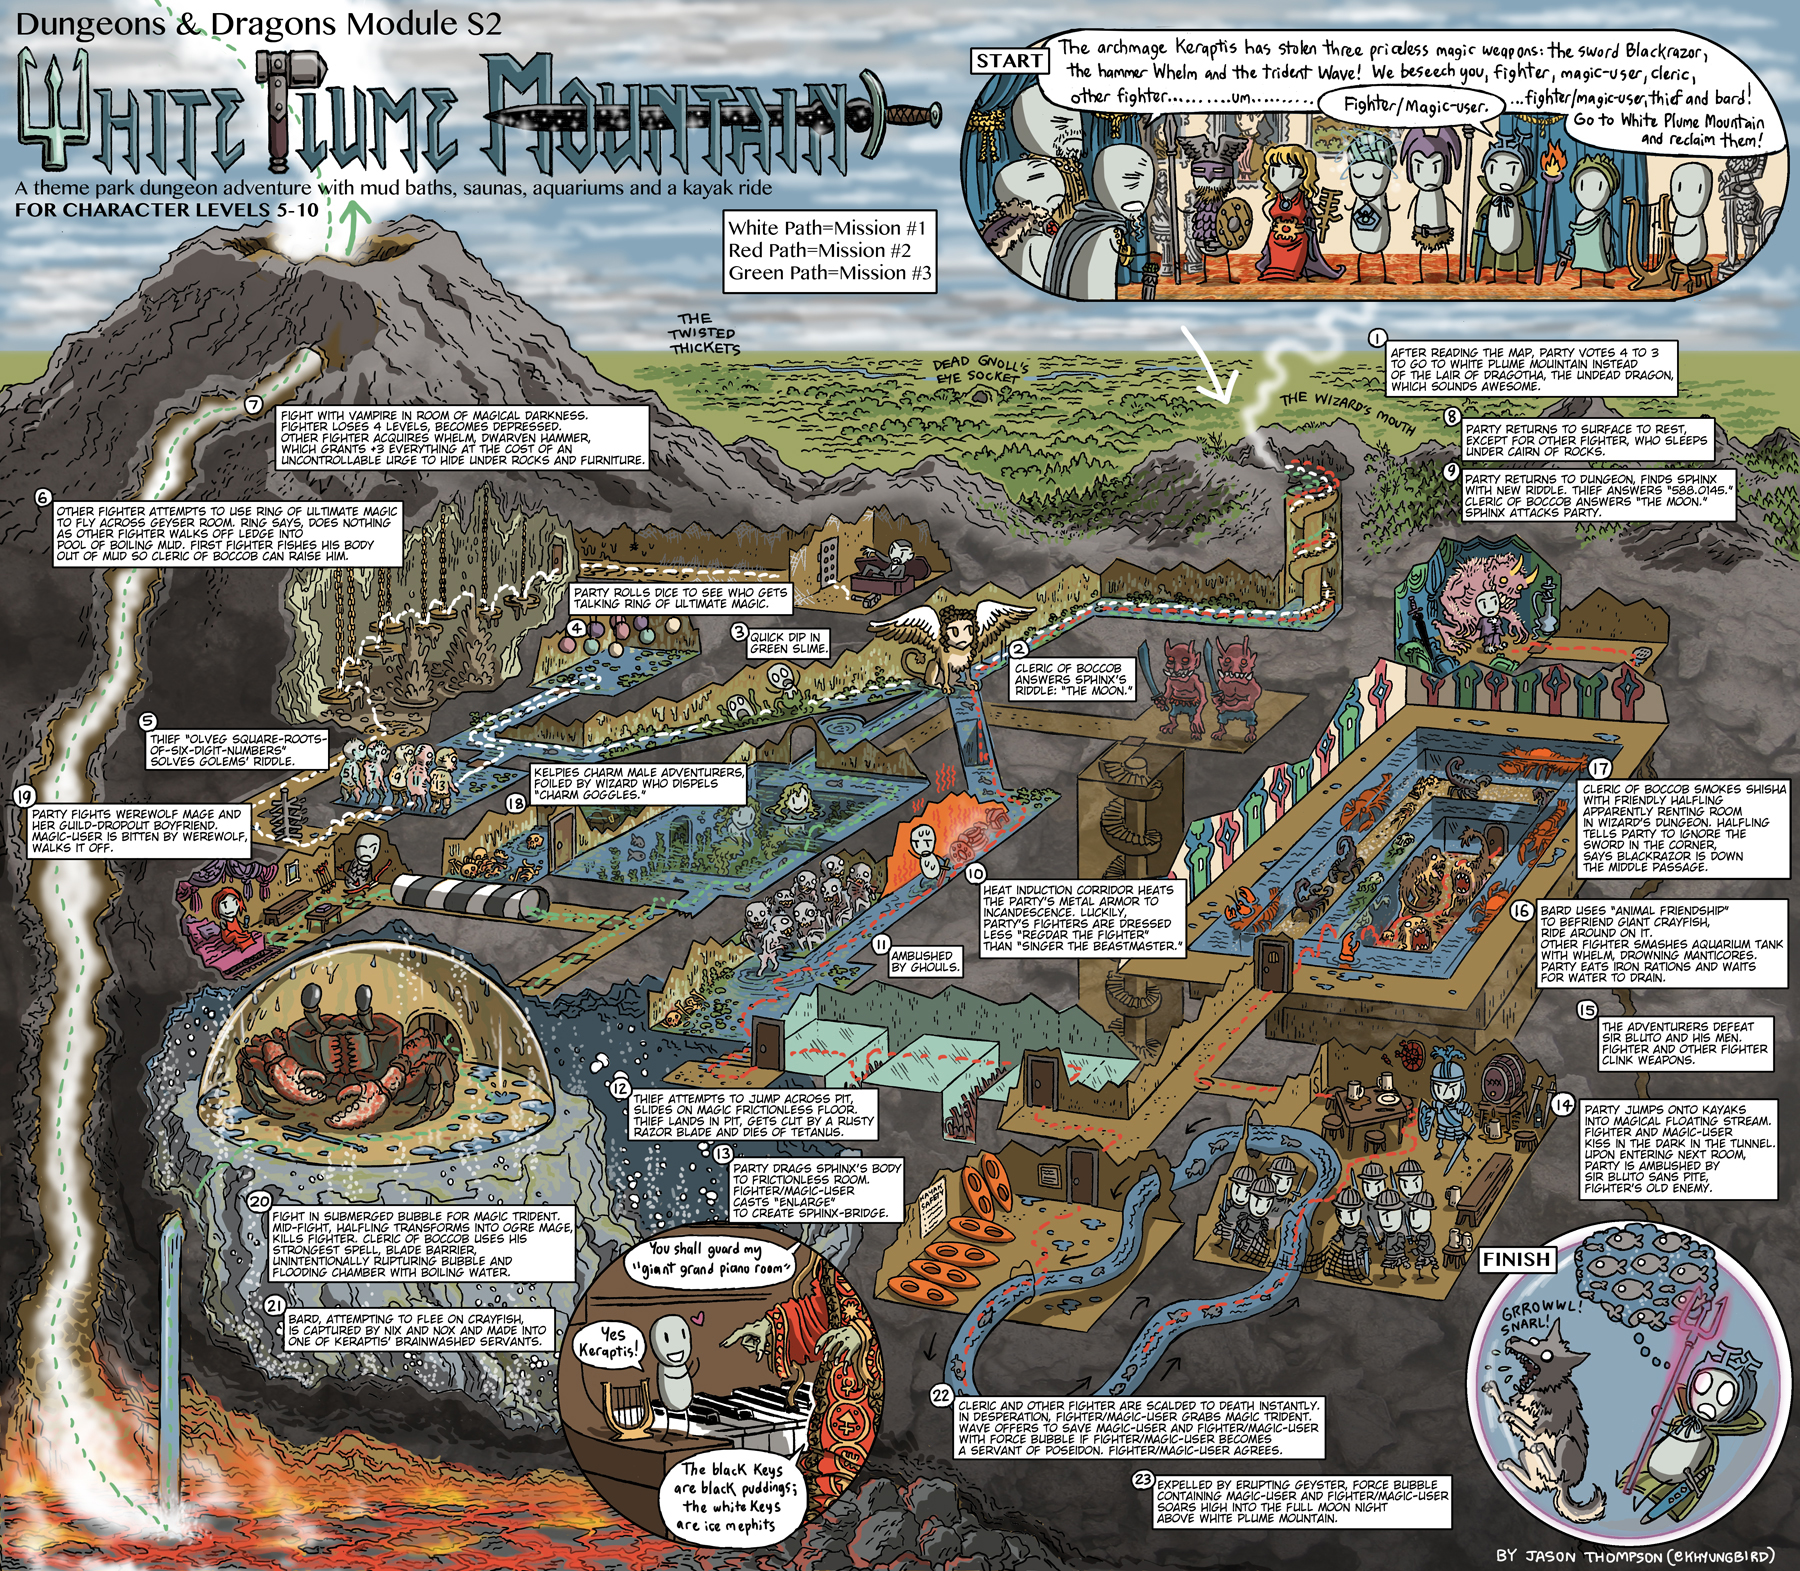 Dungeons & Dragons Module S2
WHITE PLUME MOUNTAIN
A theme park dungeon adventure with mud baths, saunas, aquariums and a kayak ride
FOR CHARACTER LEVELS 5-10
White Path=Mission #1
Red Path=Mission #2
Green Path=Mission #3
START
The archmage Keraptis has stolen three priceless magic weapons: the sword Blackrazor,
the hammer Whelm and the trident Wave! We beseech you, fighter, magic-user, cleric,
other fighter.........um.........
Fighter/Magic-user.
...fighter/magic-user, thief and bard!
Go to White Plume Mountain
and reclaim them!
THE
TWISTED
THICKETS
DEAD GNOLL'S
EYE SOCKET
THE WIZARD'S MOUTH
1
AFTER READING THE MAP, PARTY VOTES 4 TO 3
TO GO TO WHITE PLUME MOUNTAIN INSTEAD
OF THE LAIR OF DRAGOTHA, THE UNDEAD DRAGON,
WHICH SOUNDS AWESOME.
7
FIGHT WITH VAMPIRE IN ROOM OF MAGICAL DARKNESS.
FIGHTER LOSES 4 LEVELS, BECOMES DEPRESSED.
OTHER FIGHTER ACQUIRES WHELM, DWARVEN HAMMER,
WHICH GRANTS +3 EVERYTHING AT THE COST OF AN
UNCONTROLLABLE URGE TO HIDE UNDER ROCKS AND FURNITURE.
8
PARTY RETURNS TO SURFACE TO REST,
EXCEPT FOR OTHER FIGHTER, WHO SLEEPS
UNDER CAIRN OF ROCKS.
9
PARTY RETURNS TO DUNGEON, FINDS SPHINX
WITH NEW RIDDLE. THIEF ANSWERS "588.0145."
CLERIC OF BOCCOB ANSWERS "THE MOON."
SPHINX ATTACKS PARTY.
6
OTHER FIGHTER ATTEMPTS TO USE RING OF ULTIMATE MAGIC
TO FLY ACROSS GEYSER ROOM. RING SAYS, DOES NOTHING
AS OTHER FIGHTER WALKS OFF LEDGE INTO
POOL OF BOILING MUD. FIRST FIGHTER FISHES HIS BODY
OUT OF MUD SO CLERIC OF BOCCOB CAN RAISE HIM.
PARTY ROLLS DICE TO SEE WHO GETS
TALKING RING OF ULTIMATE MAGIC.
4
3
QUICK DIP IN
GREEN SLIME.
2
CLERIC OF BOCCOB
ANSWERS SPHINX'S
RIDDLE: "THE MOON."
5
THIEF "OLVEG SQUARE-ROOTS-
OF-SIX-DIGIT-NUMBERS"
SOLVES GOLEMS' RIDDLE.
5
7
9
11
13
18
KELPIES CHARM MALE ADVENTURERS,
FOILED BY WIZARD WHO DISPELS
"CHARM GOGGLES."
19
PARTY FIGHTS WEREWOLF MAGE AND
HER GUILD-DROPOUT BOYFRIEND.
MAGIC-USER IS BITTEN BY WEREWOLF,
WALKS IT OFF.
17
CLERIC OF BOCCOB SMOKES SHISHA
WITH FRIENDLY HALFLING
APPARENTLY RENTING ROOM
IN WIZARD'S DUNGEON. HALFLING
TELLS PARTY TO IGNORE THE
SWORD IN THE CORNER,
SAYS BLACKRAZOR IS DOWN
THE MIDDLE PASSAGE.
10
HEAT INDUCTION CORRIDOR HEATS
THE PARTY'S METAL ARMOR TO
INCANDESCENCE. LUCKILY,
PARTY'S FIGHTERS ARE DRESSED
LESS "REGDAR THE FIGHTER"
THAN "SINGER THE BEASTMASTER."
16
BARD USES "ANIMAL FRIENDSHIP"
TO BEFRIEND GIANT CRAYFISH,
RIDE AROUND ON IT.
OTHER FIGHTER SMASHES AQUARIUM TANK
WITH WHELM, DROWNING MANTICORES.
PARTY EATS IRON RATIONS AND WAITS
FOR WATER TO DRAIN.
11
AMBUSHED
BY GHOULS.
15
THE ADVENTURERS DEFEAT
SIR BLUTO AND HIS MEN.
FIGHTER AND OTHER FIGHTER
CLINK WEAPONS.
12
THIEF ATTEMPTS TO JUMP ACROSS PIT,
SLIDES ON MAGIC FRICTIONLESS FLOOR.
THIEF LANDS IN PIT, GETS CUT BY A RUSTY
RAZOR BLADE AND DIES OF TETANUS.
14
PARTY JUMPS ONTO KAYAKS
INTO MAGICAL FLOATING STREAM.
FIGHTER AND MAGIC-USER
KISS IN THE DARK IN THE TUNNEL.
UPON ENTERING NEXT ROOM,
PARTY IS AMBUSHED BY
SIR BLUTO SANS PITE,
FIGHTER'S OLD ENEMY.
13
PARTY DRAGS SPHINX'S BODY
TO FRICTIONLESS ROOM.
FIGHTER/MAGIC-USER
CASTS "ENLARGE"
TO CREATE SPHINX-BRIDGE.
KAYAK
SAFETY
20
FIGHT IN SUBMERGED BUBBLE FOR MAGIC TRIDENT.
MID-FIGHT, HALFLING TRANSFORMS INTO OGRE MAGE,
KILLS FIGHTER. CLERIC OF BOCCOB USES HIS
STRONGEST SPELL, BLADE BARRIER,
UNINTENTIONALLY RUPTURING BUBBLE AND
FLOODING CHAMBER WITH BOILING WATER.
21
BARD, ATTEMPTING TO FLEE ON CRAYFISH,
IS CAPTURED BY NIX AND NOX AND MADE INTO
ONE OF KERAPTIS' BRAINWASHED SERVANTS.
You shall guard my
"giant grand piano room"
Yes
Keraptis!
The black keys
are black puddings;
the white keys
are ice mephits
22
CLERIC AND OTHER FIGHTER ARE SCALDED TO DEATH INSTANTLY.
IN DESPERATION, FIGHTER/MAGIC-USER GRABS MAGIC TRIDENT.
WAVE OFFERS TO SAVE MAGIC-USER AND FIGHTER/MAGIC-USER
WITH FORCE BUBBLE IF FIGHTER/MAGIC-USER BECOMES
A SERVANT OF POSEIDON. FIGHTER/MAGIC-USER AGREES.
23
EXPELLED BY ERUPTING GEYSTER, FORCE BUBBLE
CONTAINING MAGIC-USER AND FIGHTER/MAGIC-USER
SOARS HIGH INTO THE FULL MOON NIGHT
ABOVE WHITE PLUME MOUNTAIN.
FINISH
GRROWWL!
SNARL!
BY JASON THOMPSON (@KHYUNGBIRD)